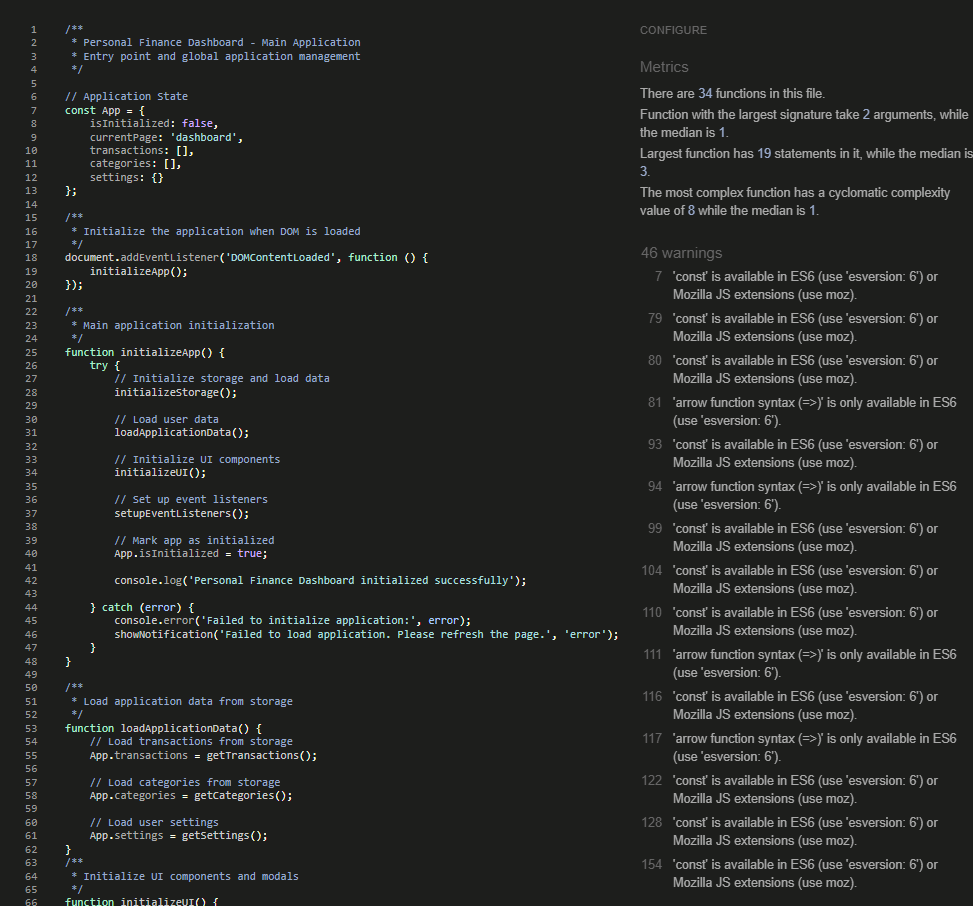 1 /**
2  * Personal Finance Dashboard - Main Application
3  * Entry point and global application management
4  */
5
6 // Application State
7 const App = {
8     isInitialized: false,
9     currentPage: 'dashboard',
10     transactions: [],
11     categories: [],
12     settings: {}
13 };
14
15 /**
16  * Initialize the application when DOM is loaded
17  */
18 document.addEventListener('DOMContentLoaded', function () {
19     initializeApp();
20 });
21
22 /**
23  * Main application initialization
24  */
25 function initializeApp() {
26     try {
27         // Initialize storage and load data
28         initializeStorage();
29
30         // Load user data
31         loadApplicationData();
32
33         // Initialize UI components
34         initializeUI();
35
36         // Set up event listeners
37         setupEventListeners();
38
39         // Mark app as initialized
40         App.isInitialized = true;
41
42         console.log('Personal Finance Dashboard initialized successfully');
43
44     } catch (error) {
45         console.error('Failed to initialize application:', error);
46         showNotification('Failed to load application. Please refresh the page.', 'error');
47     }
48 }
49
50 /**
51  * Load application data from storage
52  */
53 function loadApplicationData() {
54     // Load transactions from storage
55     App.transactions = getTransactions();
56
57     // Load categories from storage
58     App.categories = getCategories();
59
60     // Load user settings
61     App.settings = getSettings();
62 }
63 /**
64  * Initialize UI components and modals
65  */
66 function initializeUI() {
CONFIGURE
Metrics
There are 34 functions in this file.
Function with the largest signature take 2 arguments, while
the median is 1.
Largest function has 19 statements in it, while the median is
3.
The most complex function has a cyclomatic complexity
value of 8 while the median is 1.
46 warnings
7 'const' is available in ES6 (use 'esversion: 6') or
Mozilla JS extensions (use moz).
79 'const' is available in ES6 (use 'esversion: 6') or
Mozilla JS extensions (use moz).
80 'const' is available in ES6 (use 'esversion: 6') or
Mozilla JS extensions (use moz).
81 'arrow function syntax (=>)' is only available in ES6
(use 'esversion: 6').
93 'const' is available in ES6 (use 'esversion: 6') or
Mozilla JS extensions (use moz).
94 'arrow function syntax (=>)' is only available in ES6
(use 'esversion: 6').
99 'const' is available in ES6 (use 'esversion: 6') or
Mozilla JS extensions (use moz).
104 'const' is available in ES6 (use 'esversion: 6') or
Mozilla JS extensions (use moz).
110 'const' is available in ES6 (use 'esversion: 6') or
Mozilla JS extensions (use moz).
111 'arrow function syntax (=>)' is only available in ES6
(use 'esversion: 6').
116 'const' is available in ES6 (use 'esversion: 6') or
Mozilla JS extensions (use moz).
117 'arrow function syntax (=>)' is only available in ES6
(use 'esversion: 6').
122 'const' is available in ES6 (use 'esversion: 6') or
Mozilla JS extensions (use moz).
128 'const' is available in ES6 (use 'esversion: 6') or
Mozilla JS extensions (use moz).
154 'const' is available in ES6 (use 'esversion: 6') or
Mozilla JS extensions (use moz).